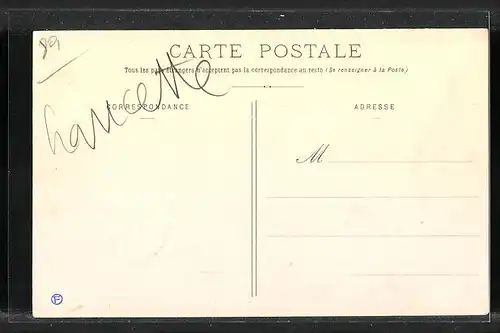 89
CARTE POSTALE
Tous les pays étrangers n'acceptent pas la correspondance au recto (Se renseigner à la Poste)
Chaucette
CORRESPONDANCE
ADRESSE
M
F